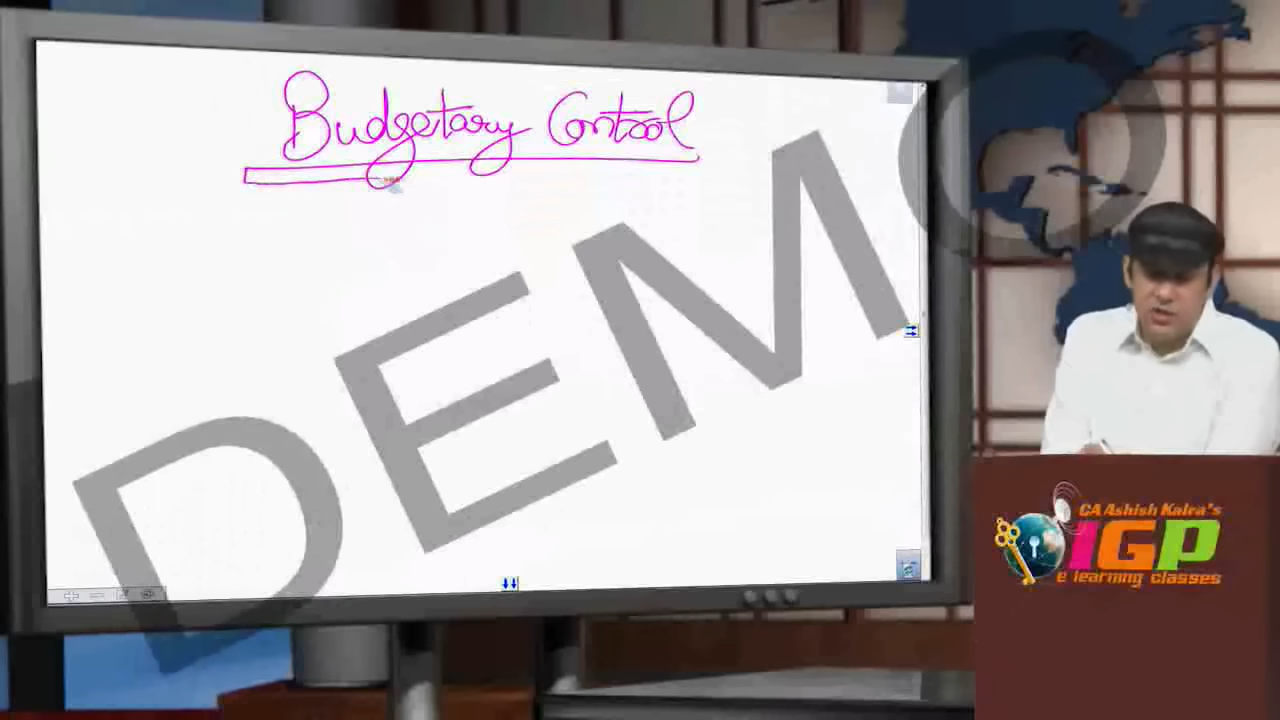 Budgetary Control
DEMO
CA Ashish Kalra's
IGP
e learning classes